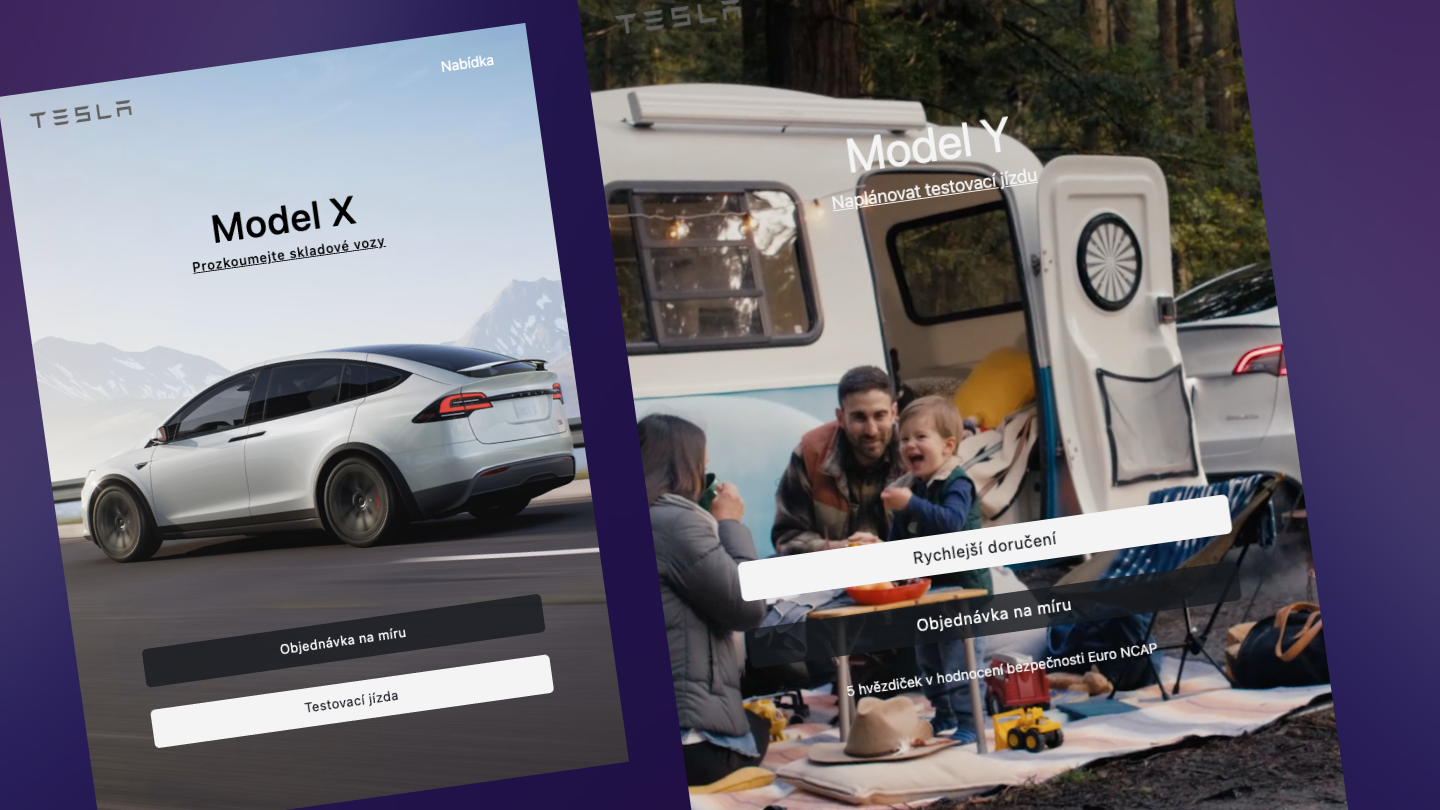 Nabídka
TESLA
Model X
Prozkoumejte skladové vozy
Objednávka na míru
Testovací jízda
TESLA
Model Y
Naplánovat testovací jízdu
Rychlejší doručení
Objednávka na míru
5 hvězdiček v hodnocení bezpečnosti Euro NCAP